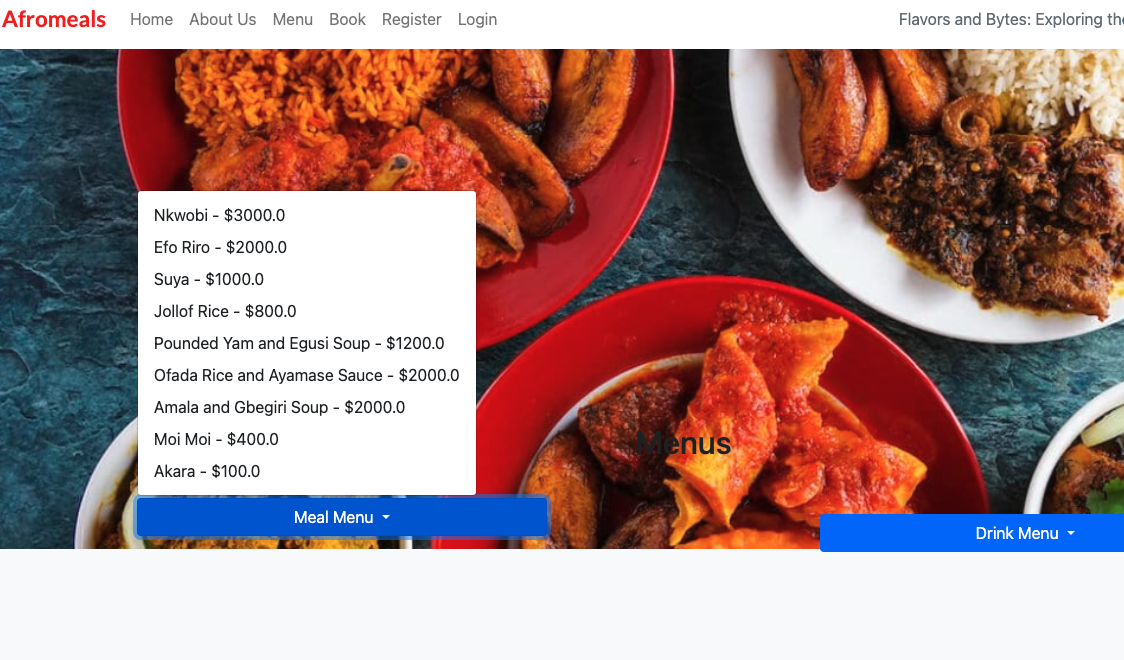 Afromeals Home About Us Menu Book Register Login Flavors and Bytes: Exploring
Nkwobi - $3000.0
Efo Riro - $2000.0
Suya - $1000.0
Jollof Rice - $800.0
Pounded Yam and Egusi Soup - $1200.0
Ofada Rice and Ayamase Sauce - $2000.0
Amala and Gbegiri Soup - $2000.0
Moi Moi - $400.0
Akara - $100.0
Menus
Meal Menu
Drink Menu